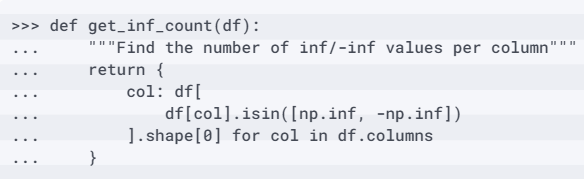 >>> def get_inf_count(df):
...     """Find the number of inf/-inf values per column"""
...     return {
...         col: df[
...             df[col].isin([np.inf, -np.inf])
...         ].shape[0] for col in df.columns
...     }